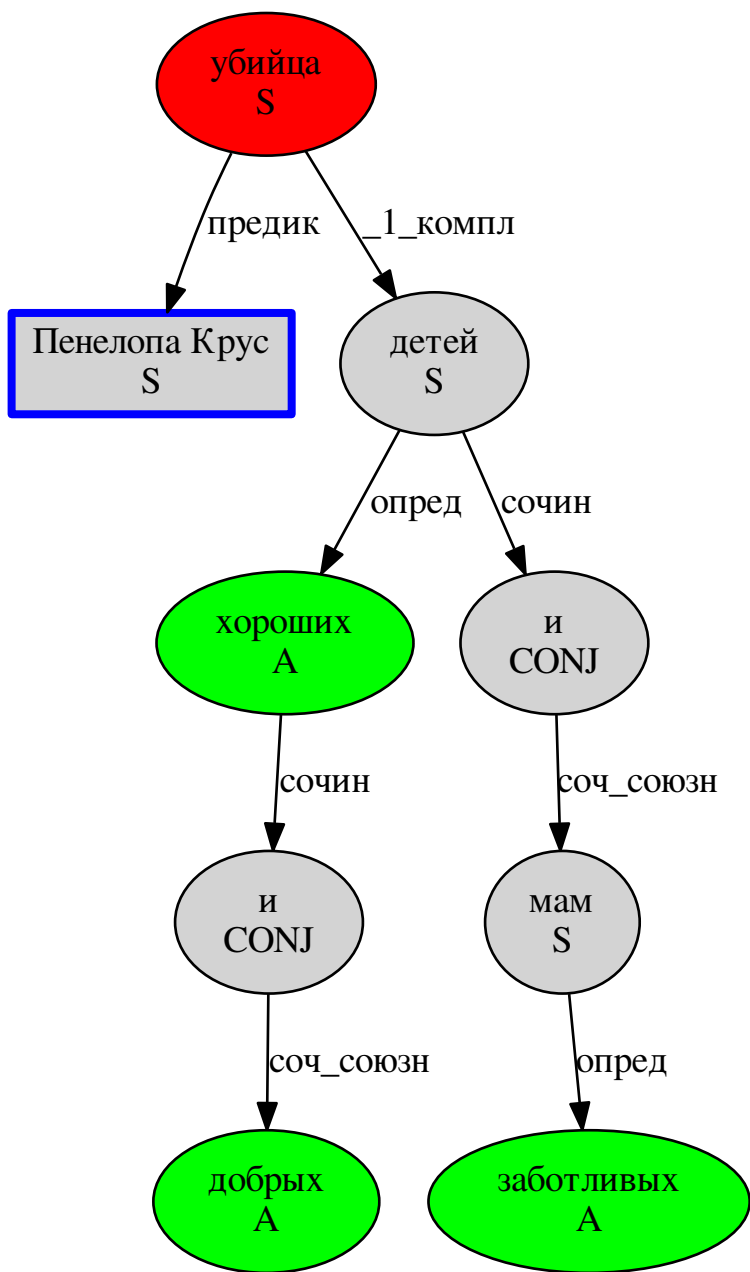 убийца
S
предик
_1_компл
Пенелопа Крус
S
детей
S
опред
сочин
хороших
A
и
CONJ
сочин
соч_союзн
и
CONJ
мам
S
соч_союзн
опред
добрых
A
заботливых
A